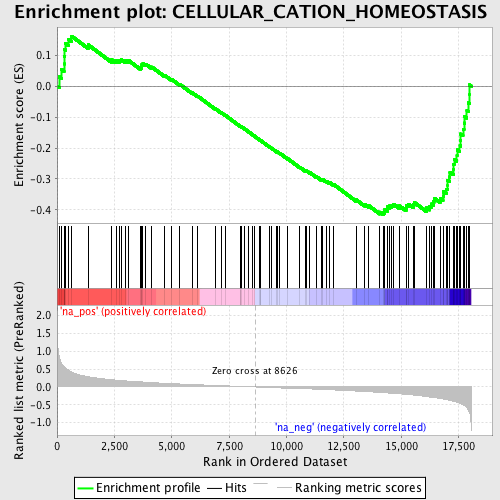 Enrichment plot: CELLULAR_CATION_HOMEOSTASIS
Enrichment score (ES)
0.1
0.0
-0.1
-0.2
-0.3
-0.4
'na_pos' (positively correlated)
Ranked list metric (PreRanked)
2.0
1.5
1.0
0.5
0.0
-0.5
-1.0
Zero cross at 8626
'na_neg' (negatively correlated)
0
2,500
5,000
7,500
10,000
12,500
15,000
17,500
Rank in Ordered Dataset
Enrichment profile
Hits
Ranking metric scores